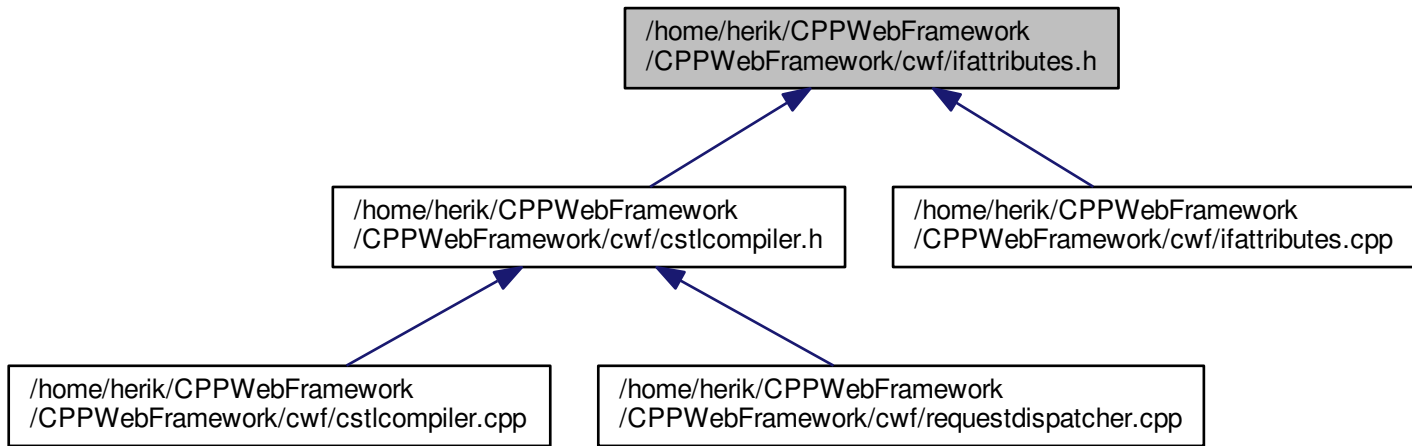 /home/herik/CPPWebFramework
/CPPWebFramework/cwf/ifattributes.h
/home/herik/CPPWebFramework
/CPPWebFramework/cwf/cstlcompiler.h
/home/herik/CPPWebFramework
/CPPWebFramework/cwf/ifattributes.cpp
/home/herik/CPPWebFramework
/CPPWebFramework/cwf/cstlcompiler.cpp
/home/herik/CPPWebFramework
/CPPWebFramework/cwf/requestdispatcher.cpp